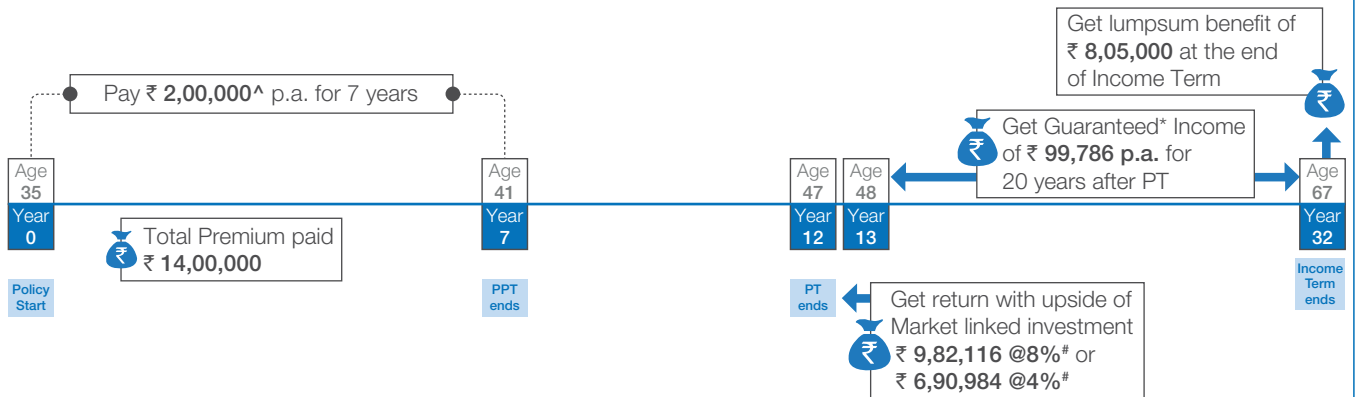 Get lumpsum benefit of
₹ 8,05,000 at the end
of Income Term
₹
Pay ₹ 2,00,000^ p.a. for 7 years
₹
Get Guaranteed* Income
of ₹ 99,786 p.a. for
20 years after PT
Age
35
Year
0
Age
41
Year
7
Age
47
Year
12
Age
48
Year
13
Age
67
Year
32
₹
Total Premium paid
₹ 14,00,000
Policy
Start
PPT
ends
PT
ends
Income
Term
ends
₹
Get return with upside of
Market linked investment
₹ 9,82,116 @8%# or
₹ 6,90,984 @4%#